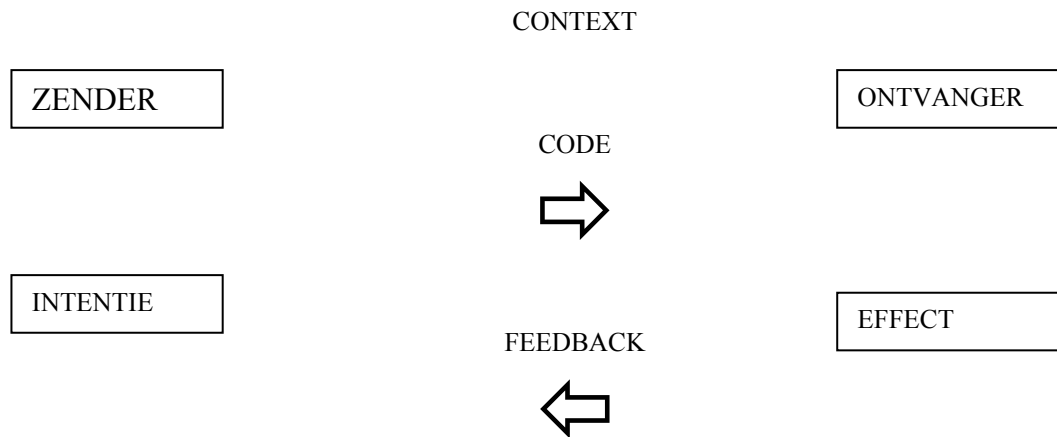 CONTEXT
ZENDER
ONTVANGER
CODE
INTENTIE
EFFECT
FEEDBACK